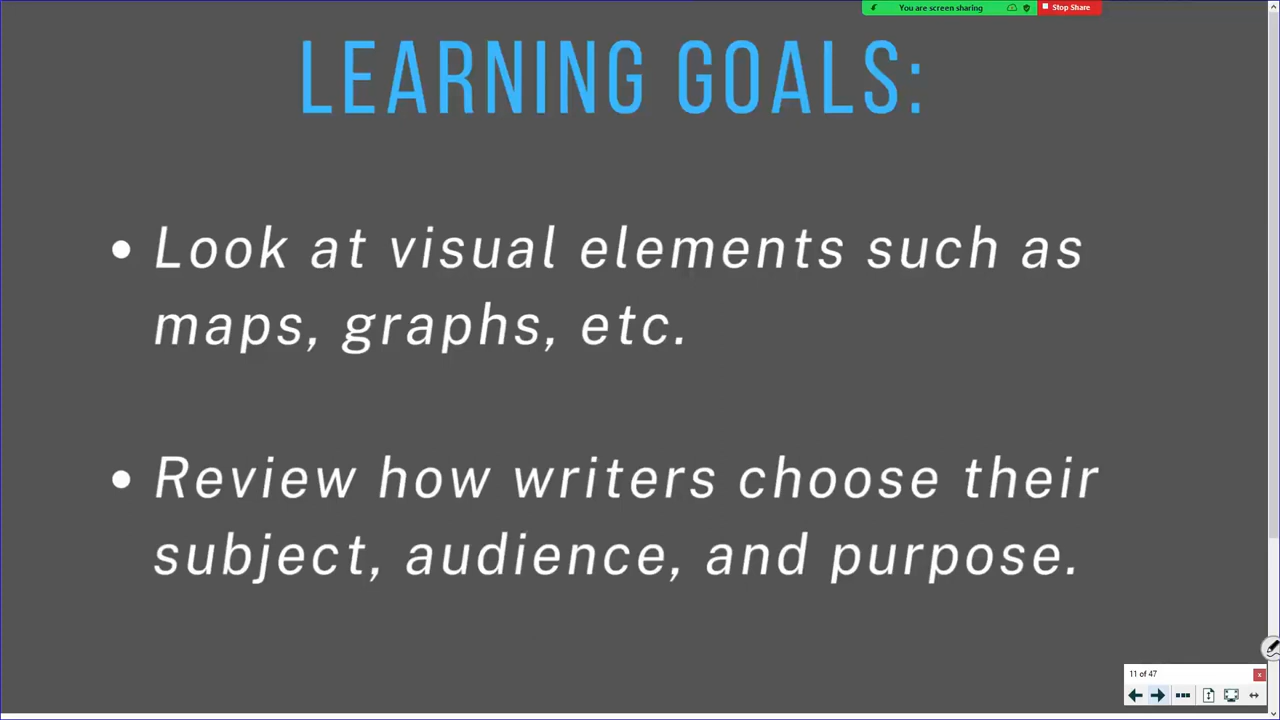 You are screen sharing
Stop Share
LEARNING GOALS:
• Look at visual elements such as
maps, graphs, etc.
• Review how writers choose their
subject, audience, and purpose.
11 of 47
x